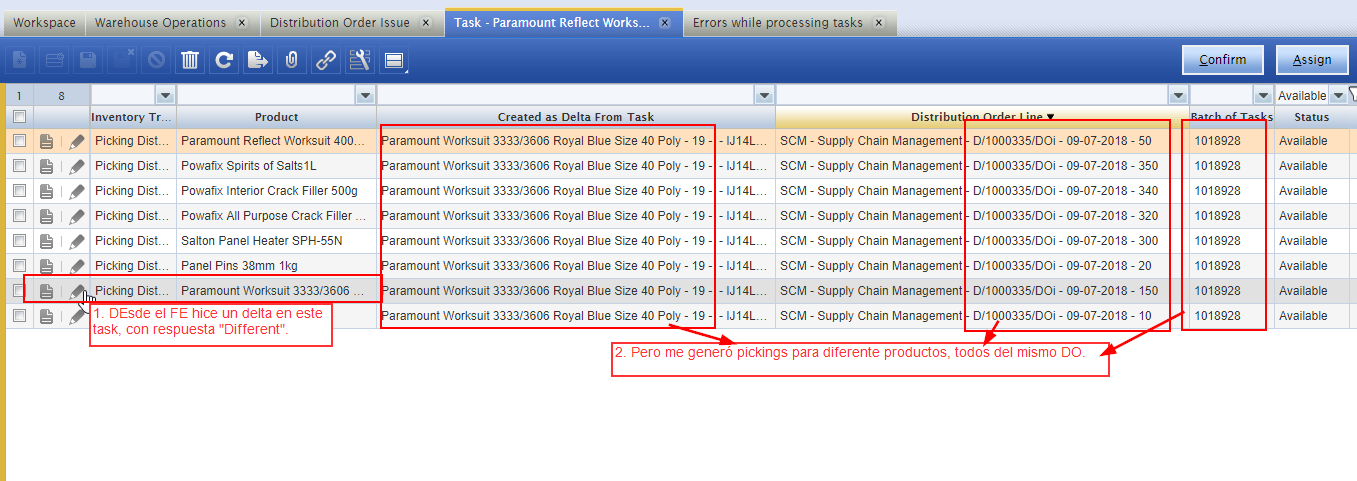 Workspace Warehouse Operations Distribution Order Issue Task - Paramount Reflect Works... Errors while processing tasks
Confirm Assign
1 8 Available
Inventory Tr... Product Created as Delta From Task Distribution Order Line Batch of Tasks Status
Picking Dist... Paramount Reflect Worksuit 400... Paramount Worksuit 3333/3606 Royal Blue Size 40 Poly - 19 - - IJ14L... SCM - Supply Chain Management - D/1000335/DOi - 09-07-2018 - 50 1018928 Available
Picking Dist... Powafix Spirits of Salts1L Paramount Worksuit 3333/3606 Royal Blue Size 40 Poly - 19 - - IJ14L... SCM - Supply Chain Management - D/1000335/DOi - 09-07-2018 - 350 1018928 Available
Picking Dist... Powafix Interior Crack Filler 500g Paramount Worksuit 3333/3606 Royal Blue Size 40 Poly - 19 - - IJ14L... SCM - Supply Chain Management - D/1000335/DOi - 09-07-2018 - 340 1018928 Available
Picking Dist... Powafix All Purpose Crack Filler ... Paramount Worksuit 3333/3606 Royal Blue Size 40 Poly - 19 - - IJ14L... SCM - Supply Chain Management - D/1000335/DOi - 09-07-2018 - 320 1018928 Available
Picking Dist... Salton Panel Heater SPH-55N Paramount Worksuit 3333/3606 Royal Blue Size 40 Poly - 19 - - IJ14L... SCM - Supply Chain Management - D/1000335/DOi - 09-07-2018 - 300 1018928 Available
Picking Dist... Panel Pins 38mm 1kg Paramount Worksuit 3333/3606 Royal Blue Size 40 Poly - 19 - - IJ14L... SCM - Supply Chain Management - D/1000335/DOi - 09-07-2018 - 20 1018928 Available
Picking Dist... Paramount Worksuit 3333/3606 ... Paramount Worksuit 3333/3606 Royal Blue Size 40 Poly - 19 - - IJ14L... SCM - Supply Chain Management - D/1000335/DOi - 09-07-2018 - 150 1018928 Available
Paramount Worksuit 3333/3606 Royal Blue Size 40 Poly - 19 - - IJ14L... SCM - Supply Chain Management - D/1000335/DOi - 09-07-2018 - 10 1018928 Available
1. DEsde el FE hice un delta en este
task, con respuesta "Different".
2. Pero me generó pickings para diferente productos, todos del mismo DO.